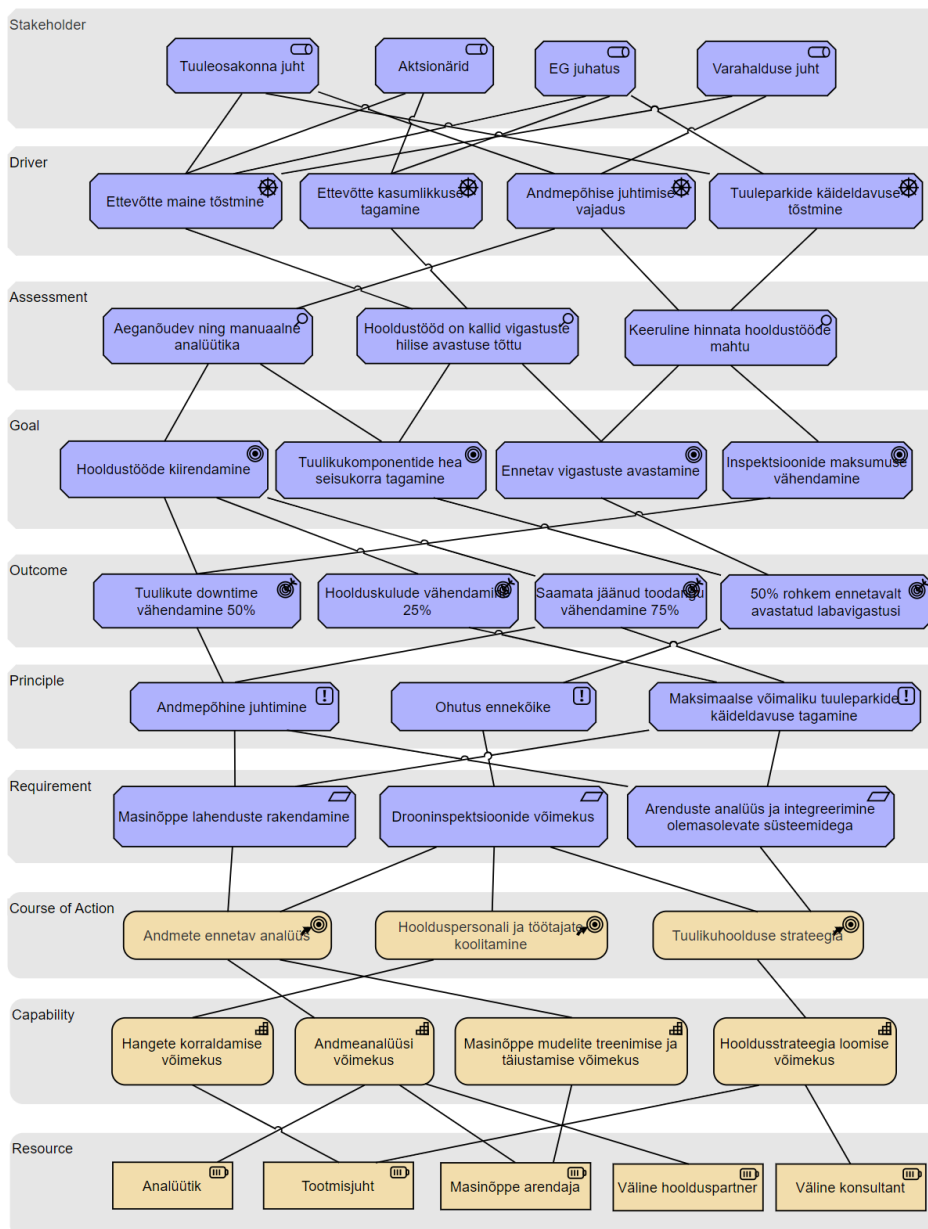 Stakeholder
Tuuleosakonna juht
Aktsionärid
EG juhatus
Varahalduse juht
Driver
Ettevõtte maine tõstmine
Ettevõtte kasumlikkuse
tagamine
Andmepõhise juhtimise
vajadus
Tuuleparkide käideldavuse
tõstmine
Assessment
Aeganõudev ning manuaalne
analüütika
Hooldustööd on kallid vigastuste
hilise avastuse tõttu
Keeruline hinnata hooldustööde
mahtu
Goal
Hooldustööde kiirendamine
Tuulikukomponentide hea
seisukorra tagamine
Ennetav vigastuste avastamine
Inspektsioonide maksumuse
vähendamine
Outcome
Tuulikute downtime
vähendamine 50%
Hoolduskulude vähendamine
25%
Saamata jäänud toodangu
vähendamine 75%
50% rohkem ennetavalt
avastatud labavigastusi
Principle
Andmepõhine juhtimine
Ohutus ennekõike
Maksimaalse võimaliku tuuleparkide
käideldavuse tagamine
Requirement
Masinõppe lahenduste rakendamine
Drooninspektsioonide võimekus
Arenduste analüüs ja integreerimine
olemasolevate süsteemidega
Course of Action
Andmete ennetav analüüs
Hoolduspersonali ja töötajate
koolitamine
Tuulikuhoolduse strateegia
Capability
Hangete korraldamise
võimekus
Andmeanalüüsi
võimekus
Masinõppe mudelite treenimise ja
täiustamise võimekus
Hooldusstrateegia loomise
võimekus
Resource
Analüütik
Tootmisjuht
Masinõppe arendaja
Väline hoolduspartner
Väline konsultant